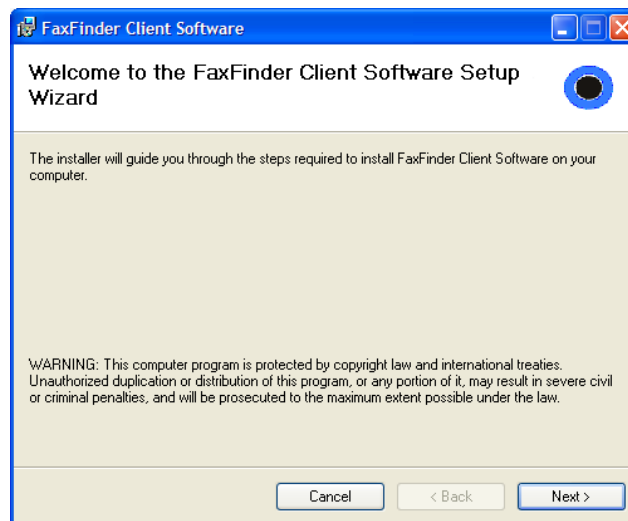 FaxFinder Client Software
Welcome to the FaxFinder Client Software Setup
Wizard
The installer will guide you through the steps required to install FaxFinder Client Software on your
computer.
WARNING: This computer program is protected by copyright law and international treaties.
Unauthorized duplication or distribution of this program, or any portion of it, may result in severe civil
or criminal penalties, and will be prosecuted to the maximum extent possible under the law.
Cancel < Back Next >